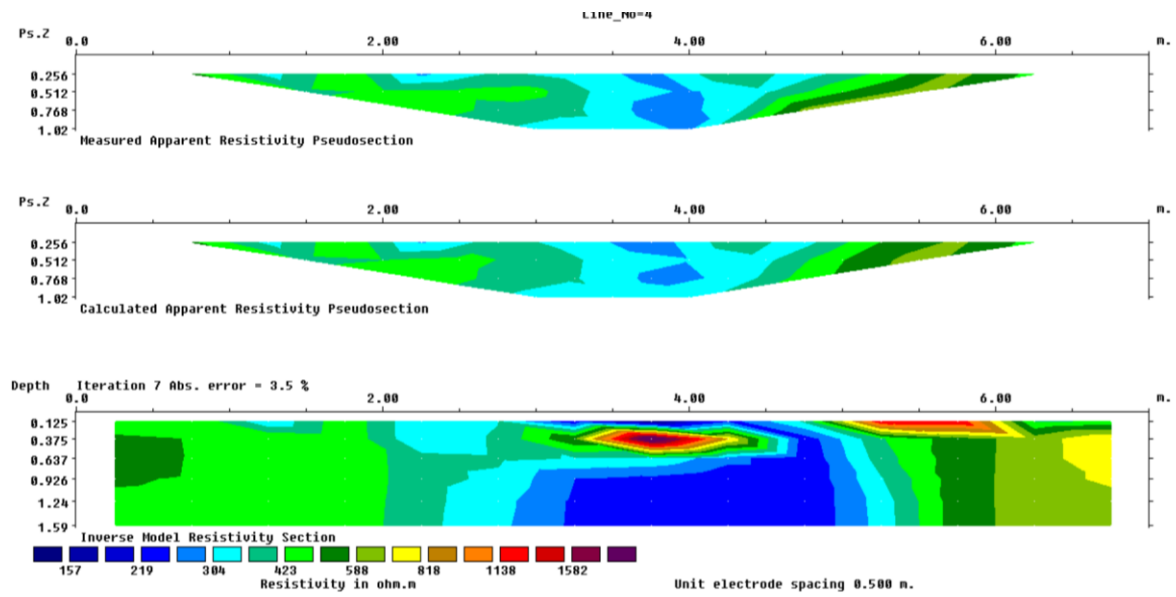 Line_No=4
Ps.Z 0.0 2.00 4.00 6.00 m.
0.256
0.512
0.768
1.02
Measured Apparent Resistivity Pseudosection
Ps.Z 0.0 2.00 4.00 6.00 m.
0.256
0.512
0.768
1.02
Calculated Apparent Resistivity Pseudosection
Depth Iteration 7 Abs. error = 3.5 %
0.0 2.00 4.00 6.00 m.
0.125
0.375
0.637
0.926
1.24
1.59
Inverse Model Resistivity Section
157 219 304 423 588 818 1138 1582
Resistivity in ohm.m Unit electrode spacing 0.500 m.